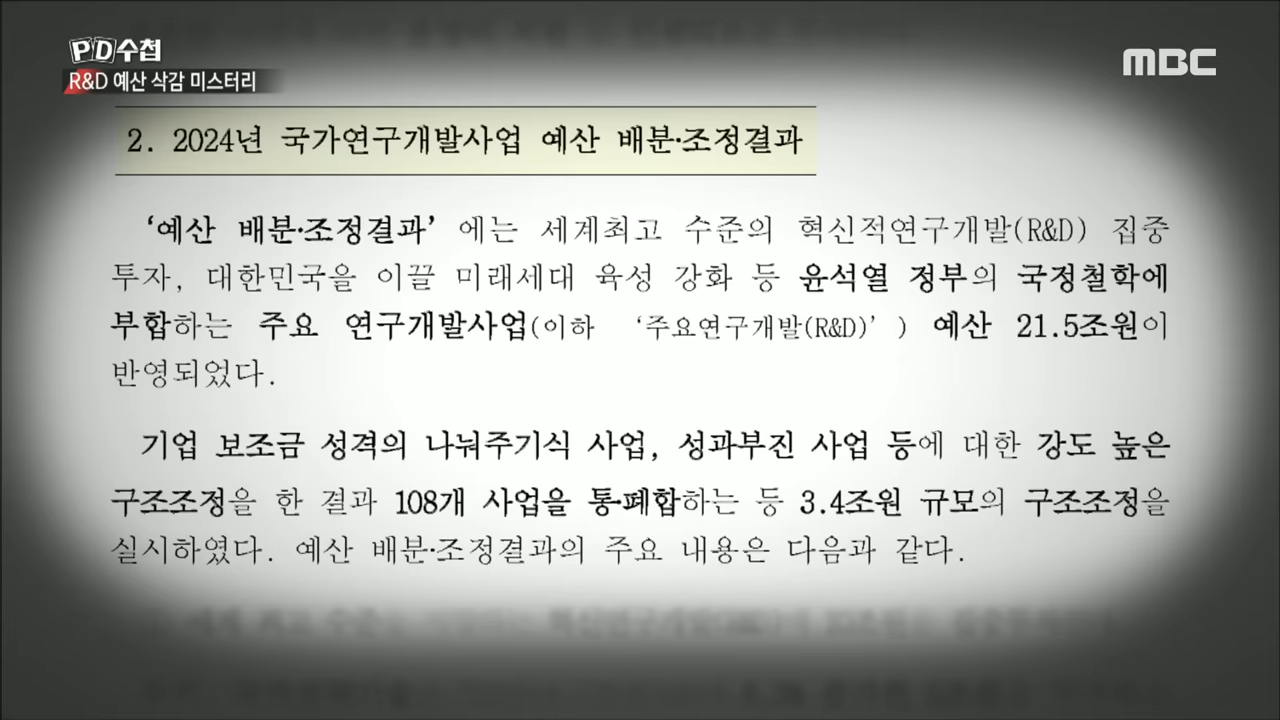 PD수첩
R&D 예산 삭감 미스터리
MBC
2. 2024년 국가연구개발사업 예산 배분·조정결과
‘예산 배분·조정결과’ 에는 세계최고 수준의 혁신적연구개발(R&D) 집중
투자, 대한민국을 이끌 미래세대 육성 강화 등 윤석열 정부의 국정철학에
부합하는 주요 연구개발사업(이하 ‘주요연구개발(R&D)’ ) 예산 21.5조원이
반영되었다.
기업 보조금 성격의 나눠주기식 사업, 성과부진 사업 등에 대한 강도 높은
구조조정을 한 결과 108개 사업을 통·폐합하는 등 3.4조원 규모의 구조조정을
실시하였다. 예산 배분·조정결과의 주요 내용은 다음과 같다.